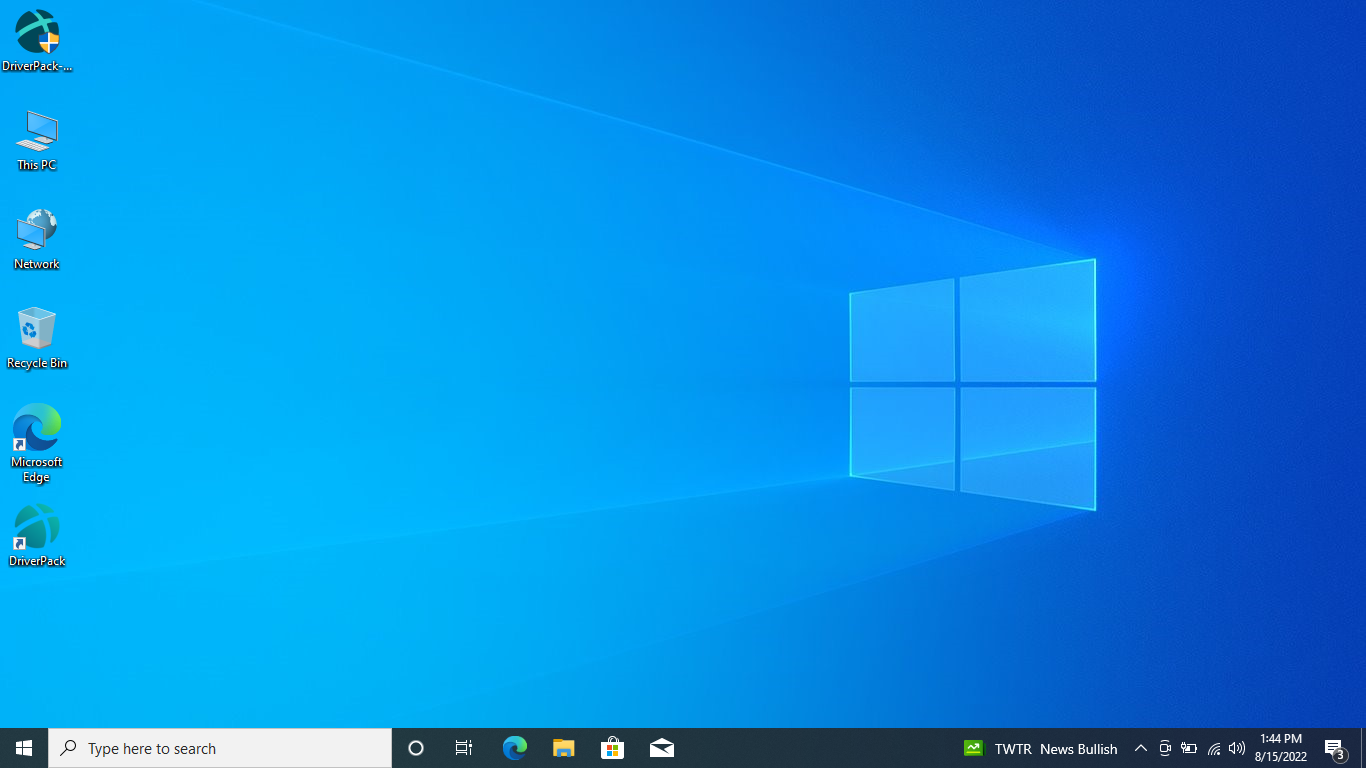 DriverPack-...
This PC
Network
Recycle Bin
Microsoft
Edge
DriverPack
Type here to search
TWTR News Bullish
1:44 PM
8/15/2022
3